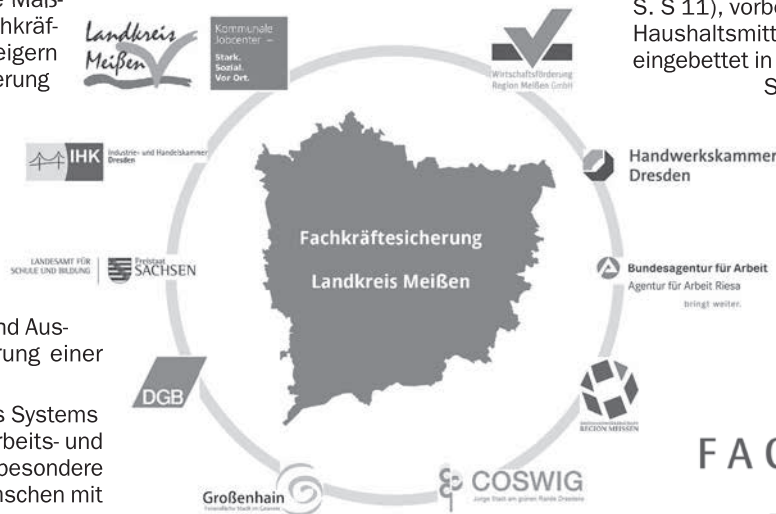 e Maß-
chkräf-
eigern
erung
S. S 11), vorbe
Haushaltsmitt
eingebettet in
S
Landkreis
Meißen
Kommunale
Jobcenter –
Stark.
Sozial.
Vor Ort.
Wirtschaftsförderung
Region Meißen GmbH
IHK
Industrie- und Handelskammer
Dresden
Handwerkskammer
Dresden
Fachkräftesicherung
Landkreis Meißen
LANDESAMT FÜR
SCHULE UND BILDUNG
Freistaat
SACHSEN
Bundesagentur für Arbeit
Agentur für Arbeit Riesa
bringt weiter.
nd Aus-
rung einer
DGB
REGION MEISSEN
s Systems
rbeits- und
besondere
nschen mit
Großenhain
COSWIG
Junge Stadt am grünen Rande Dresdens
FAC